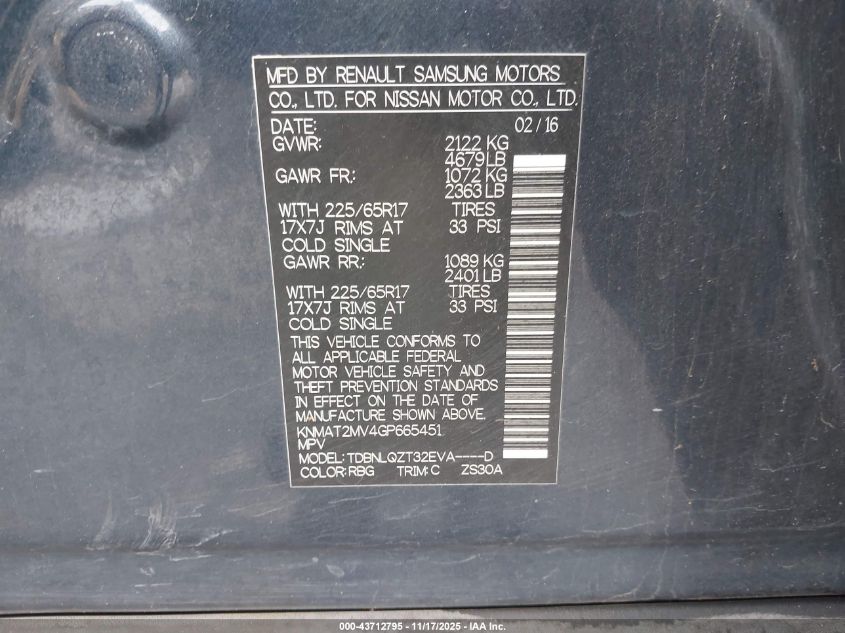 MFD BY RENAULT SAMSUNG MOTORS
CO., LTD. FOR NISSAN MOTOR CO., LTD.
DATE: 02/16
GVWR: 2122 KG
4679 LB
GAWR FR.: 1072 KG
2363 LB
WITH 225/65R17 TIRES
17X7J RIMS AT 33 PSI
COLD SINGLE
GAWR RR.: 1089 KG
2401 LB
WITH 225/65R17 TIRES
17X7J RIMS AT 33 PSI
COLD SINGLE
THIS VEHICLE CONFORMS TO
ALL APPLICABLE FEDERAL
MOTOR VEHICLE SAFETY AND
THEFT PREVENTION STANDARDS
IN EFFECT ON THE DATE OF
MANUFACTURE SHOWN ABOVE.
KNMAT2MV4GP665451
MPV
MODEL: TDBNLQZT32EVA----D
COLOR: RBG TRIM: C ZS30A
000-43712795 - 11/17/2025 - IAA Inc.